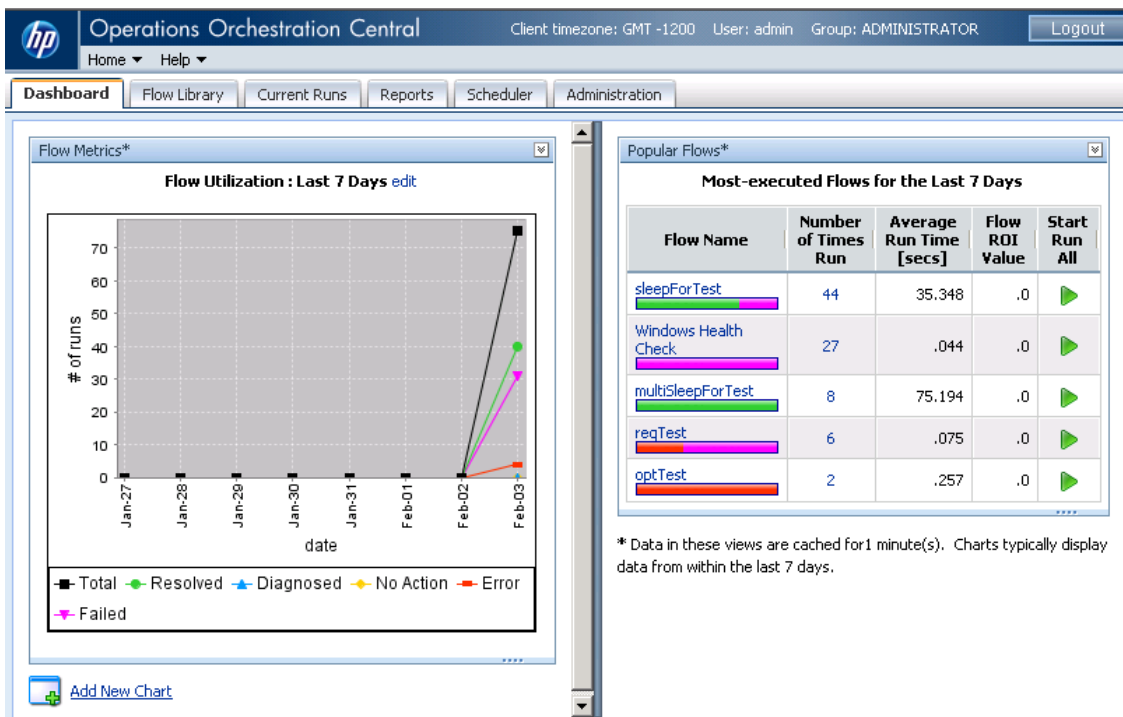 hp
Operations Orchestration Central
Client timezone: GMT -1200 User: admin Group: ADMINISTRATOR
Logout
Home Help
Dashboard Flow Library Current Runs Reports Scheduler Administration
Flow Metrics*
Flow Utilization : Last 7 Days edit
70
60
50
40
30
20
10
0
# of runs
Jan-27 Jan-28 Jan-29 Jan-30 Jan-31 Feb-01 Feb-02 Feb-03
date
Total Resolved Diagnosed No Action Error
Failed
Add New Chart
Popular Flows*
Most-executed Flows for the Last 7 Days
Flow Name Number of Times Run Average Run Time [secs] Flow ROI Value Start Run All
sleepForTest 44 35.348 .0
Windows Health Check 27 .044 .0
multiSleepForTest 8 75.194 .0
reqTest 6 .075 .0
optTest 2 .257 .0
* Data in these views are cached for1 minute(s). Charts typically display
data from within the last 7 days.